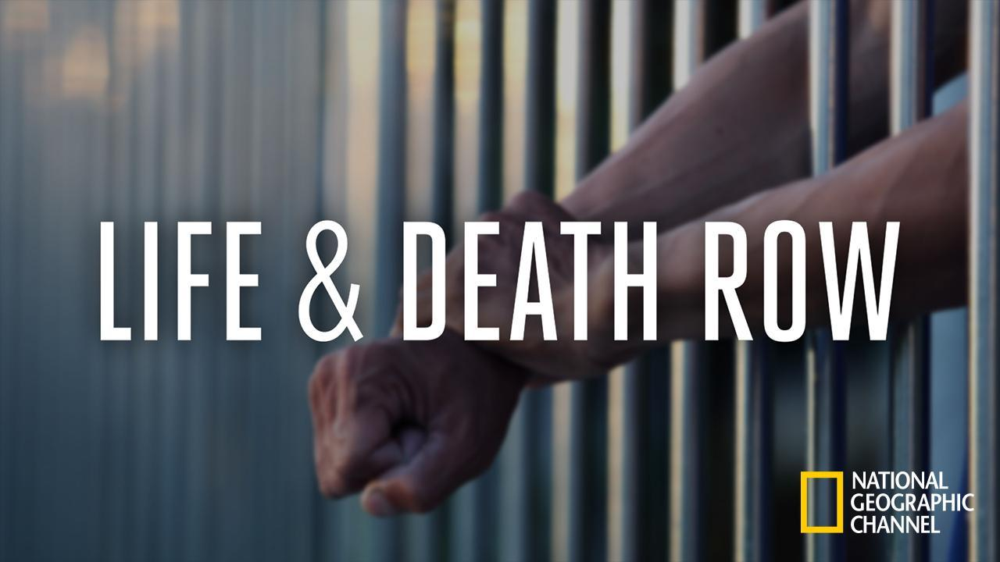 LIFE & DEATH ROW
NATIONAL
GEOGRAPHIC
CHANNEL